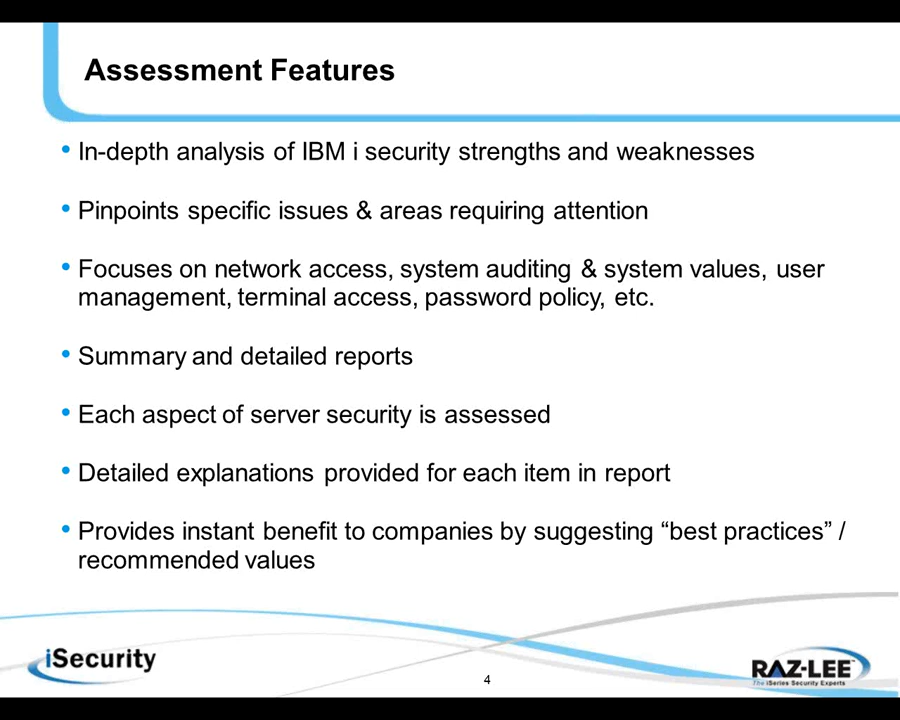 Assessment Features
• In-depth analysis of IBM i security strengths and weaknesses
• Pinpoints specific issues & areas requiring attention
• Focuses on network access, system auditing & system values, user
management, terminal access, password policy, etc.
• Summary and detailed reports
• Each aspect of server security is assessed
• Detailed explanations provided for each item in report
• Provides instant benefit to companies by suggesting “best practices” /
recommended values
iSecurity
4
RAZ-LEE™
The iSeries Security Experts